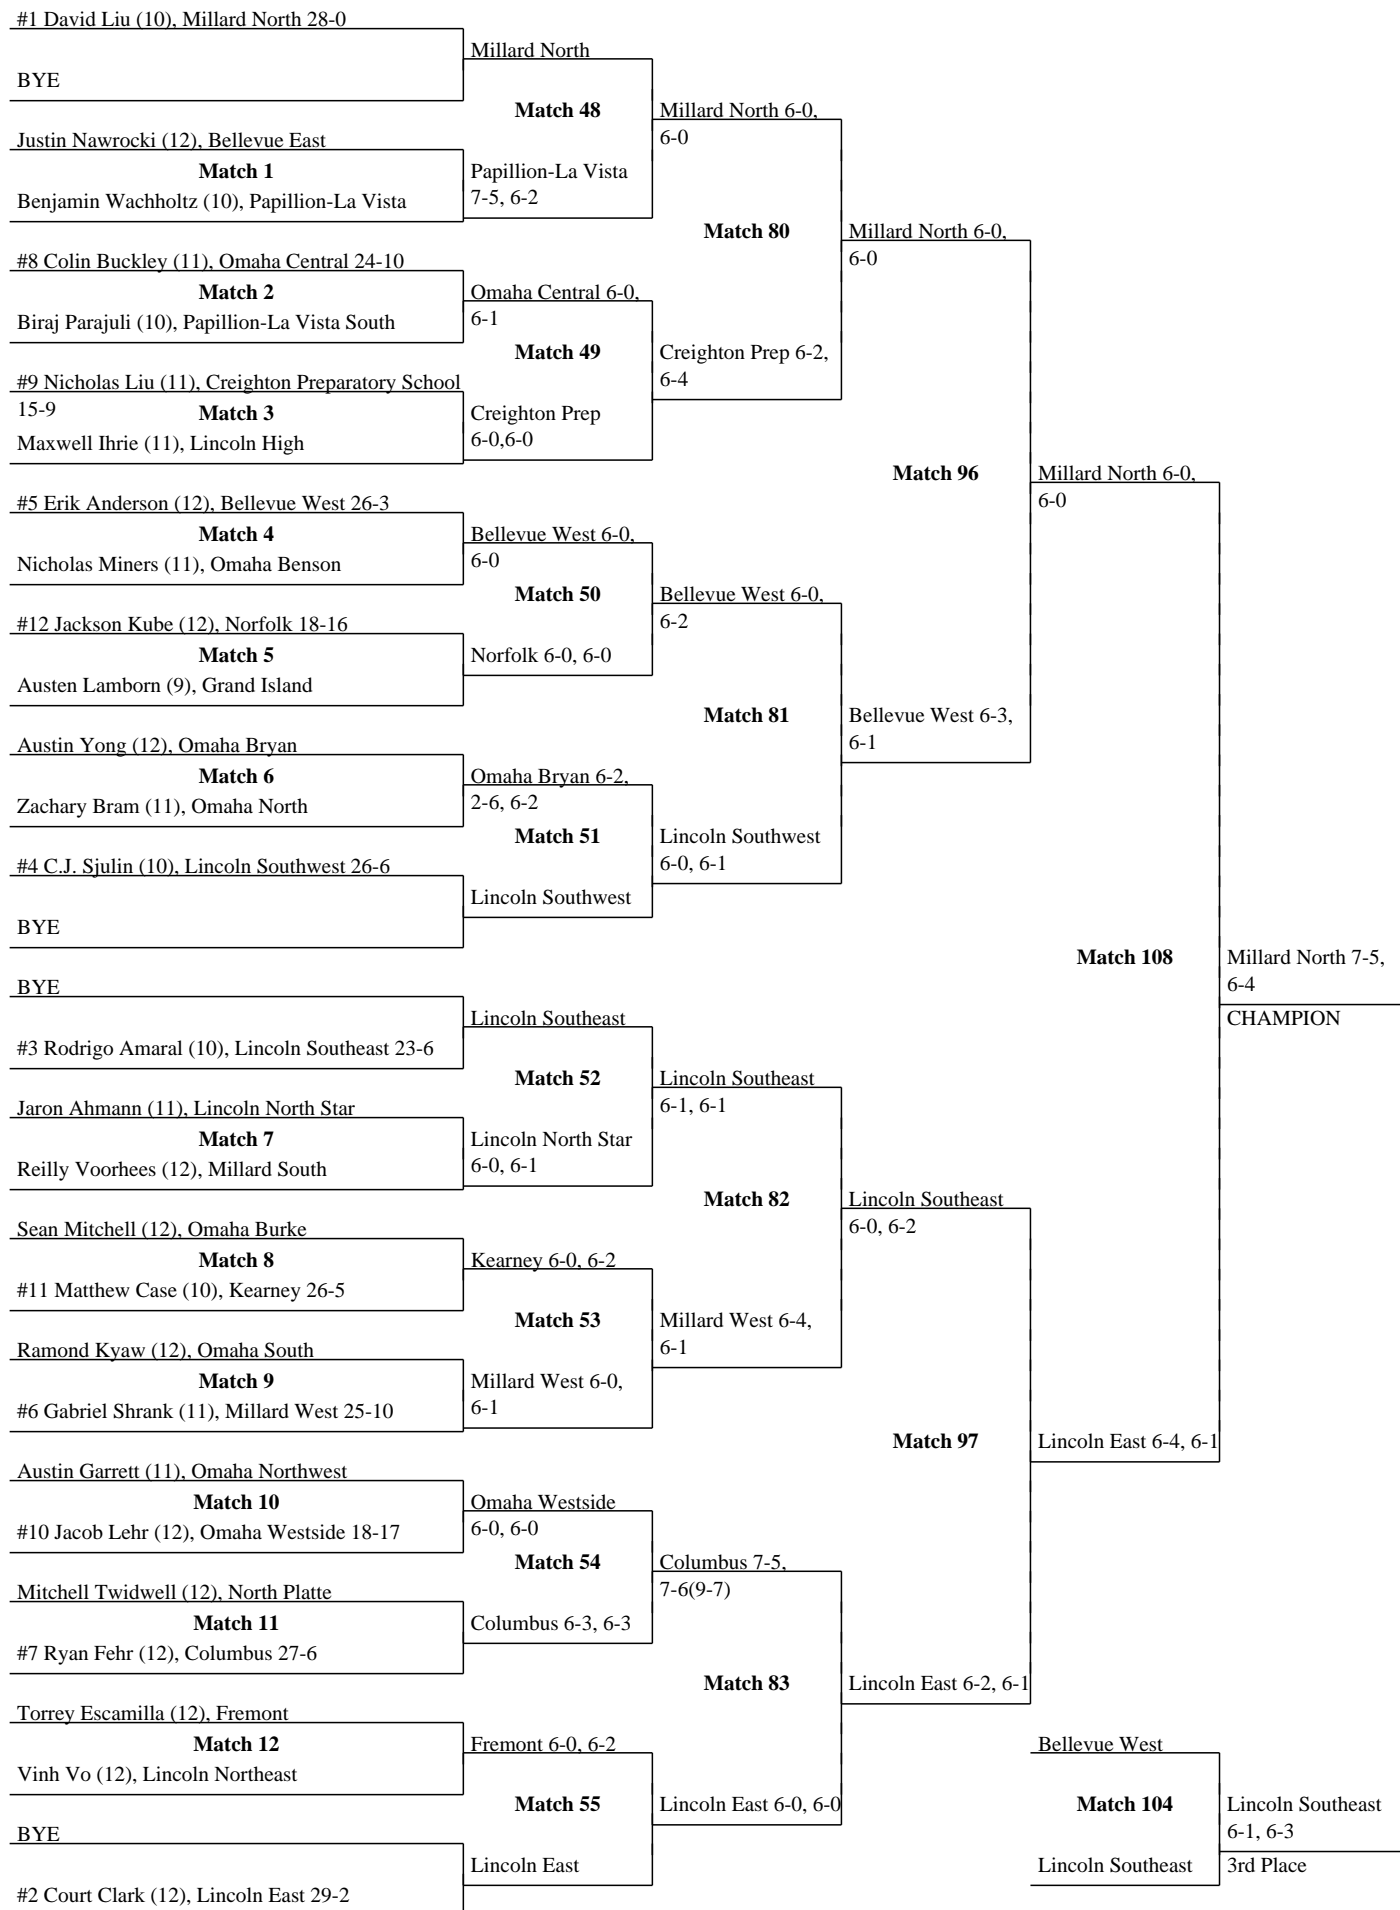 #1 David Liu (10), Millard North 28-0
Millard North
BYE
Match 48
Millard North 6-0,
6-0
Justin Nawrocki (12), Bellevue East
Match 1
Papillion-La Vista
7-5, 6-2
Benjamin Wachholtz (10), Papillion-La Vista
Match 80
Millard North 6-0,
6-0
#8 Colin Buckley (11), Omaha Central 24-10
Match 2
Omaha Central 6-0,
6-1
Biraj Parajuli (10), Papillion-La Vista South
Match 49
Creighton Prep 6-2,
6-4
#9 Nicholas Liu (11), Creighton Preparatory School
15-9
Match 3
Creighton Prep
6-0,6-0
Maxwell Ihrie (11), Lincoln High
Match 96
Millard North 6-0,
6-0
#5 Erik Anderson (12), Bellevue West 26-3
Match 4
Bellevue West 6-0,
6-0
Nicholas Miners (11), Omaha Benson
Match 50
Bellevue West 6-0,
6-2
#12 Jackson Kube (12), Norfolk 18-16
Match 5
Norfolk 6-0, 6-0
Austen Lamborn (9), Grand Island
Match 81
Bellevue West 6-3,
6-1
Austin Yong (12), Omaha Bryan
Match 6
Omaha Bryan 6-2,
2-6, 6-2
Zachary Bram (11), Omaha North
Match 51
Lincoln Southwest
6-0, 6-1
#4 C.J. Sjulin (10), Lincoln Southwest 26-6
Lincoln Southwest
BYE
Match 108
Millard North 7-5,
6-4
CHAMPION
BYE
Lincoln Southeast
#3 Rodrigo Amaral (10), Lincoln Southeast 23-6
Match 52
Lincoln Southeast
6-1, 6-1
Jaron Ahmann (11), Lincoln North Star
Match 7
Lincoln North Star
6-0, 6-1
Reilly Voorhees (12), Millard South
Match 82
Lincoln Southeast
6-0, 6-2
Sean Mitchell (12), Omaha Burke
Match 8
Kearney 6-0, 6-2
#11 Matthew Case (10), Kearney 26-5
Match 53
Millard West 6-4,
6-1
Ramond Kyaw (12), Omaha South
Match 9
Millard West 6-0,
6-1
#6 Gabriel Shrank (11), Millard West 25-10
Match 97
Lincoln East 6-4, 6-1
Austin Garrett (11), Omaha Northwest
Match 10
Omaha Westside
6-0, 6-0
#10 Jacob Lehr (12), Omaha Westside 18-17
Match 54
Columbus 7-5,
7-6(9-7)
Mitchell Twidwell (12), North Platte
Match 11
Columbus 6-3, 6-3
#7 Ryan Fehr (12), Columbus 27-6
Match 83
Lincoln East 6-2, 6-1
Torrey Escamilla (12), Fremont
Match 12
Fremont 6-0, 6-2
Vinh Vo (12), Lincoln Northeast
Match 55
Lincoln East 6-0, 6-0
BYE
Lincoln East
#2 Court Clark (12), Lincoln East 29-2
Bellevue West
Match 104
Lincoln Southeast
6-1, 6-3
Lincoln Southeast
3rd Place